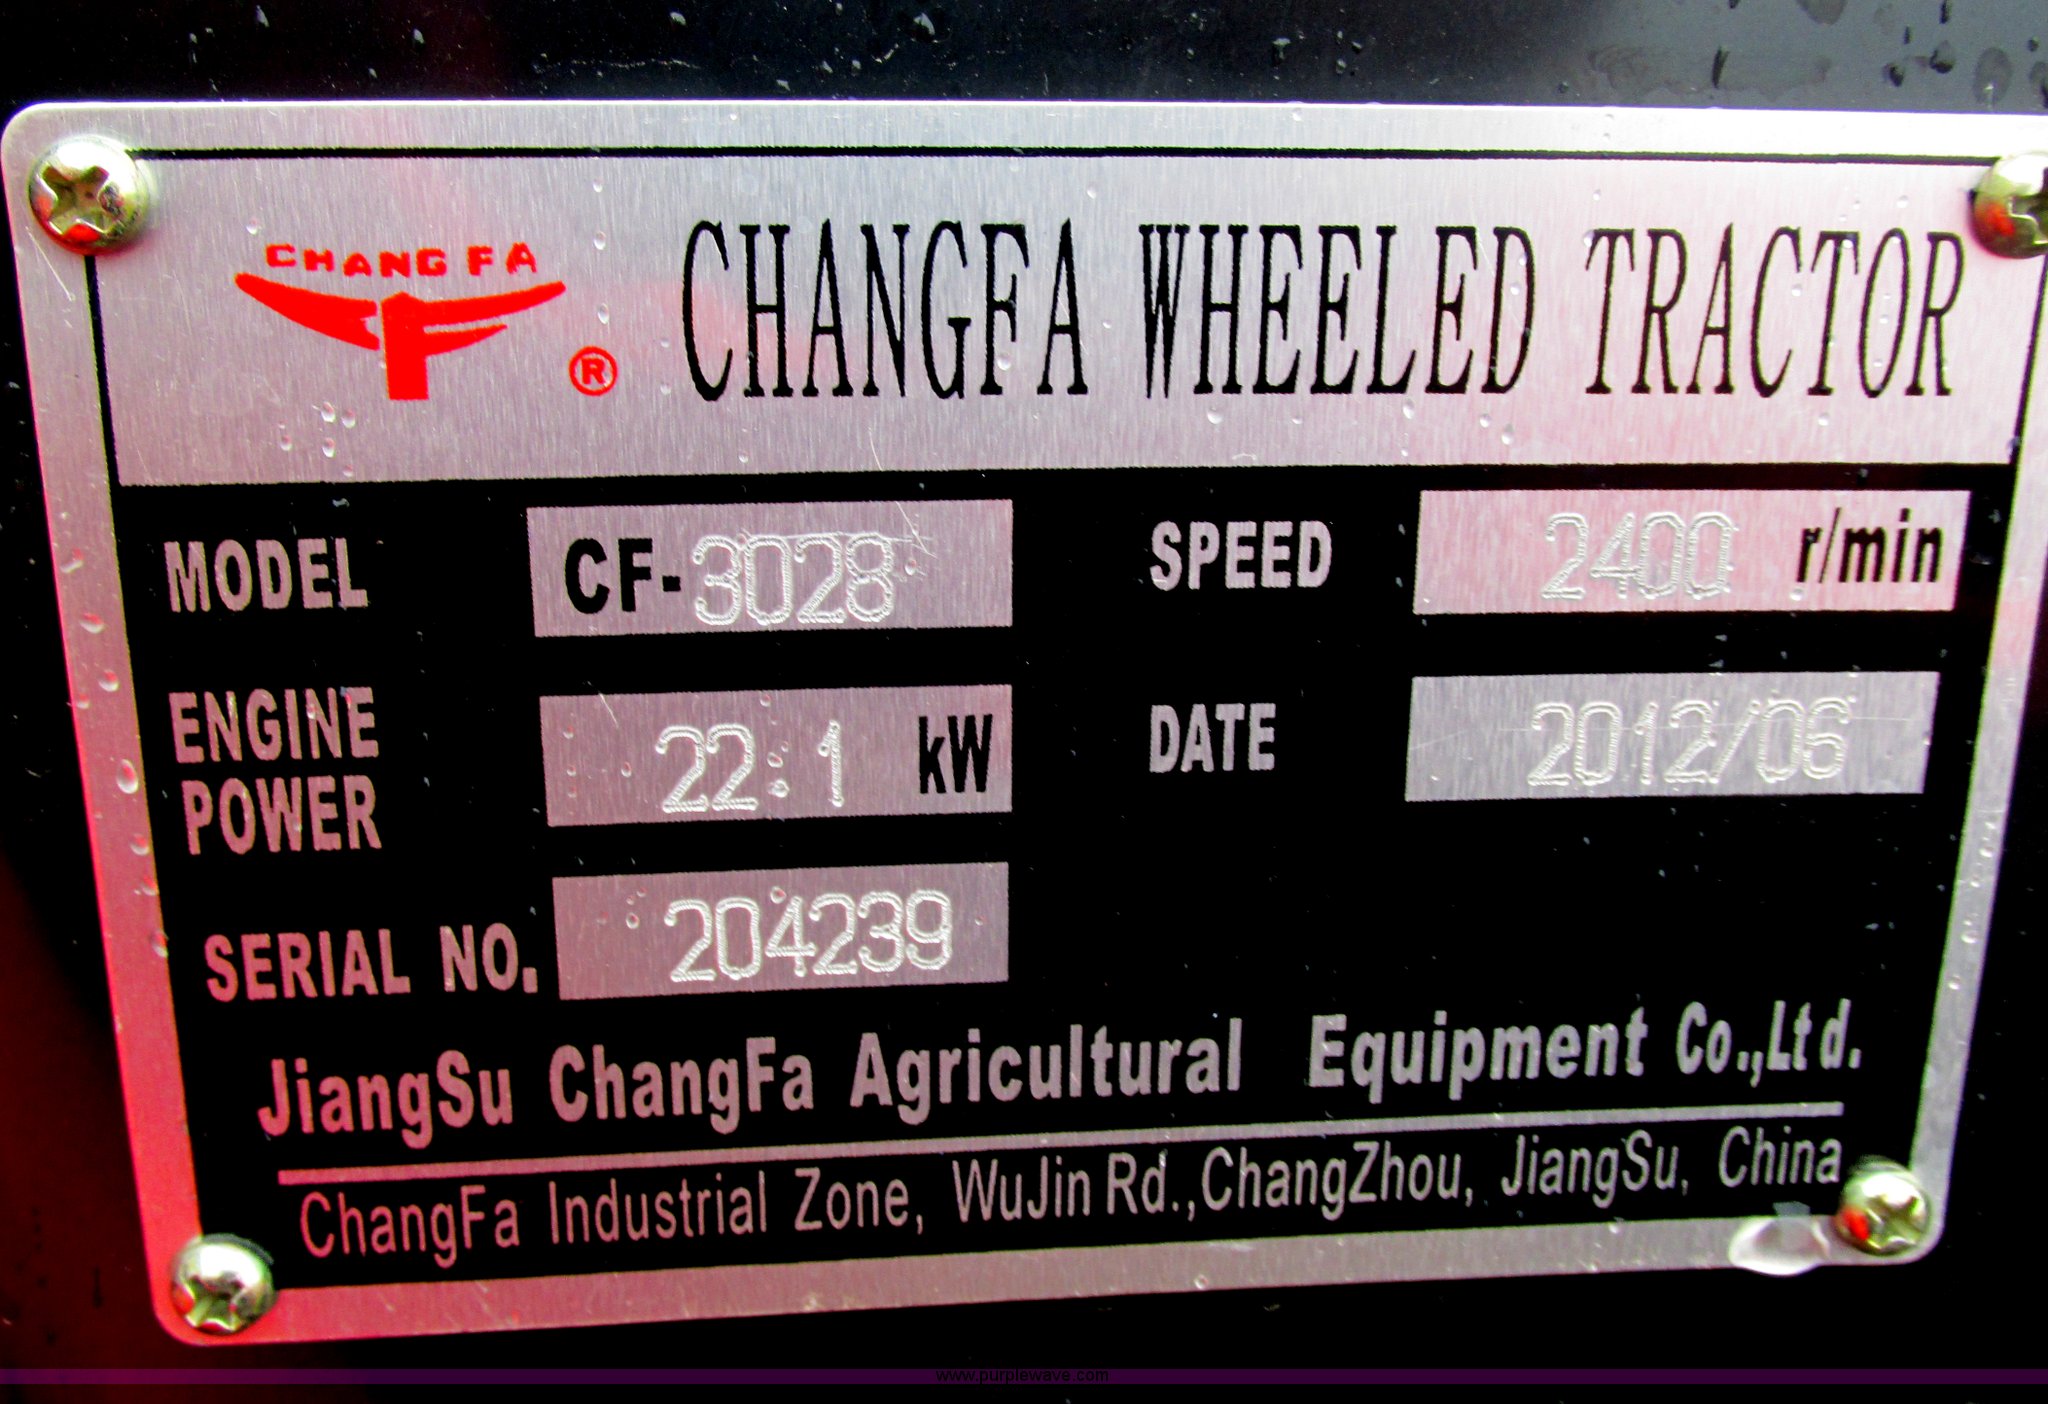 CHANG FA
® CHANGFA WHEELED TRACTOR
MODEL CF-3028 SPEED 2400 r/min
ENGINE POWER 22.1 kW DATE 2012/06
SERIAL NO. 204239
JiangSu ChangFa Agricultural Equipment Co.,Ltd.
ChangFa Industrial Zone, WuJin Rd.,ChangZhou, JiangSu, China
www.purplewave.com